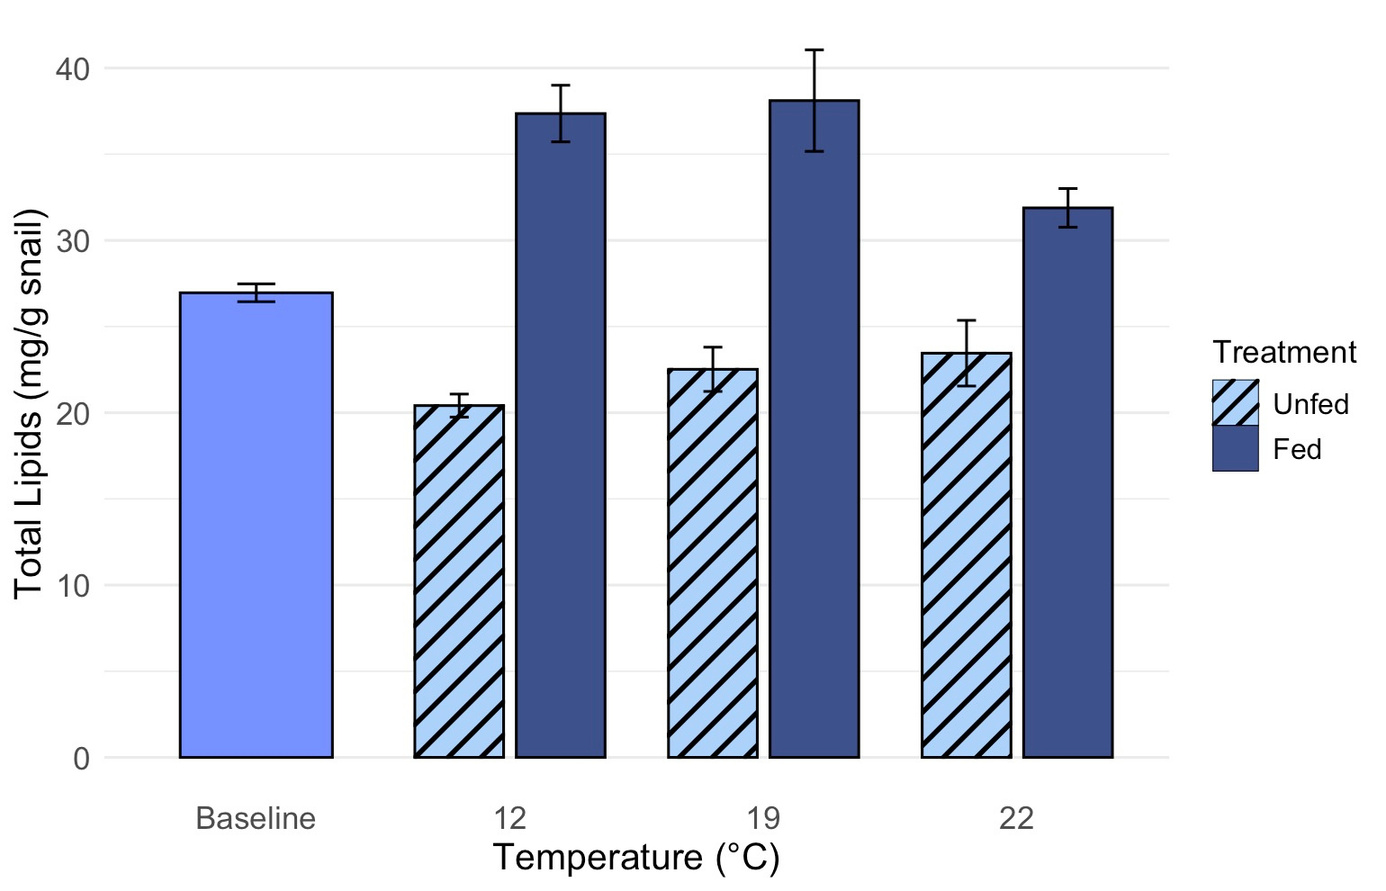 Total Lipids (mg/g snail)
40
30
20
10
0
Baseline 12 19 22
Temperature (°C)
Treatment
Unfed
Fed